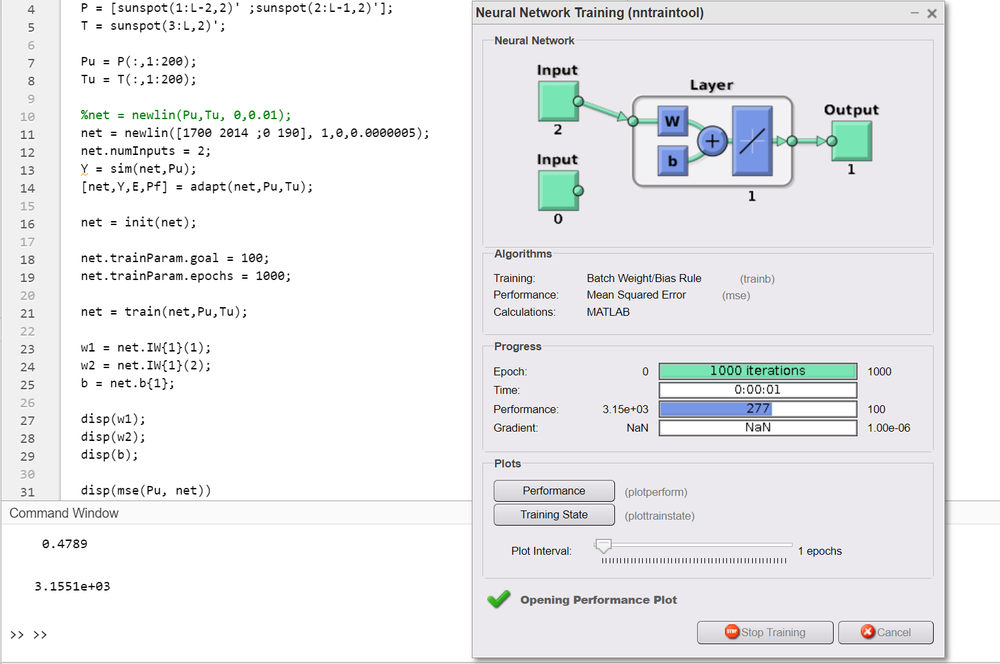 4 P = [sunspot(1:L-2,2)' ;sunspot(2:L-1,2)'];
5 T = sunspot(3:L,2)';
6
7 Pu = P(:,1:200);
8 Tu = T(:,1:200);
9
10 %net = newlin(Pu,Tu, 0,0.01);
11 net = newlin([1700 2014 ;0 190], 1,0,0.0000005);
12 net.numInputs = 2;
13 Y = sim(net,Pu);
14 [net,Y,E,Pf] = adapt(net,Pu,Tu);
15
16 net = init(net);
17
18 net.trainParam.goal = 100;
19 net.trainParam.epochs = 1000;
20
21 net = train(net,Pu,Tu);
22
23 w1 = net.IW{1}(1);
24 w2 = net.IW{1}(2);
25 b = net.b{1};
26
27 disp(w1);
28 disp(w2);
29 disp(b);
30
31 disp(mse(Pu, net))
Command Window
0.4789
3.1551e+03
>> >>
Neural Network Training (nntraintool)
Neural Network
Input
2
Input
0
Layer
W
b
+
1
Output
1
Algorithms
Training: Batch Weight/Bias Rule (trainb)
Performance: Mean Squared Error (mse)
Calculations: MATLAB
Progress
Epoch: 0 1000 iterations 1000
Time: 0:00:01
Performance: 3.15e+03 277 100
Gradient: NaN NaN 1.00e-06
Plots
Performance (plotperform)
Training State (plottrainstate)
Plot Interval: 1 epochs
Opening Performance Plot
STOP Stop Training
Cancel